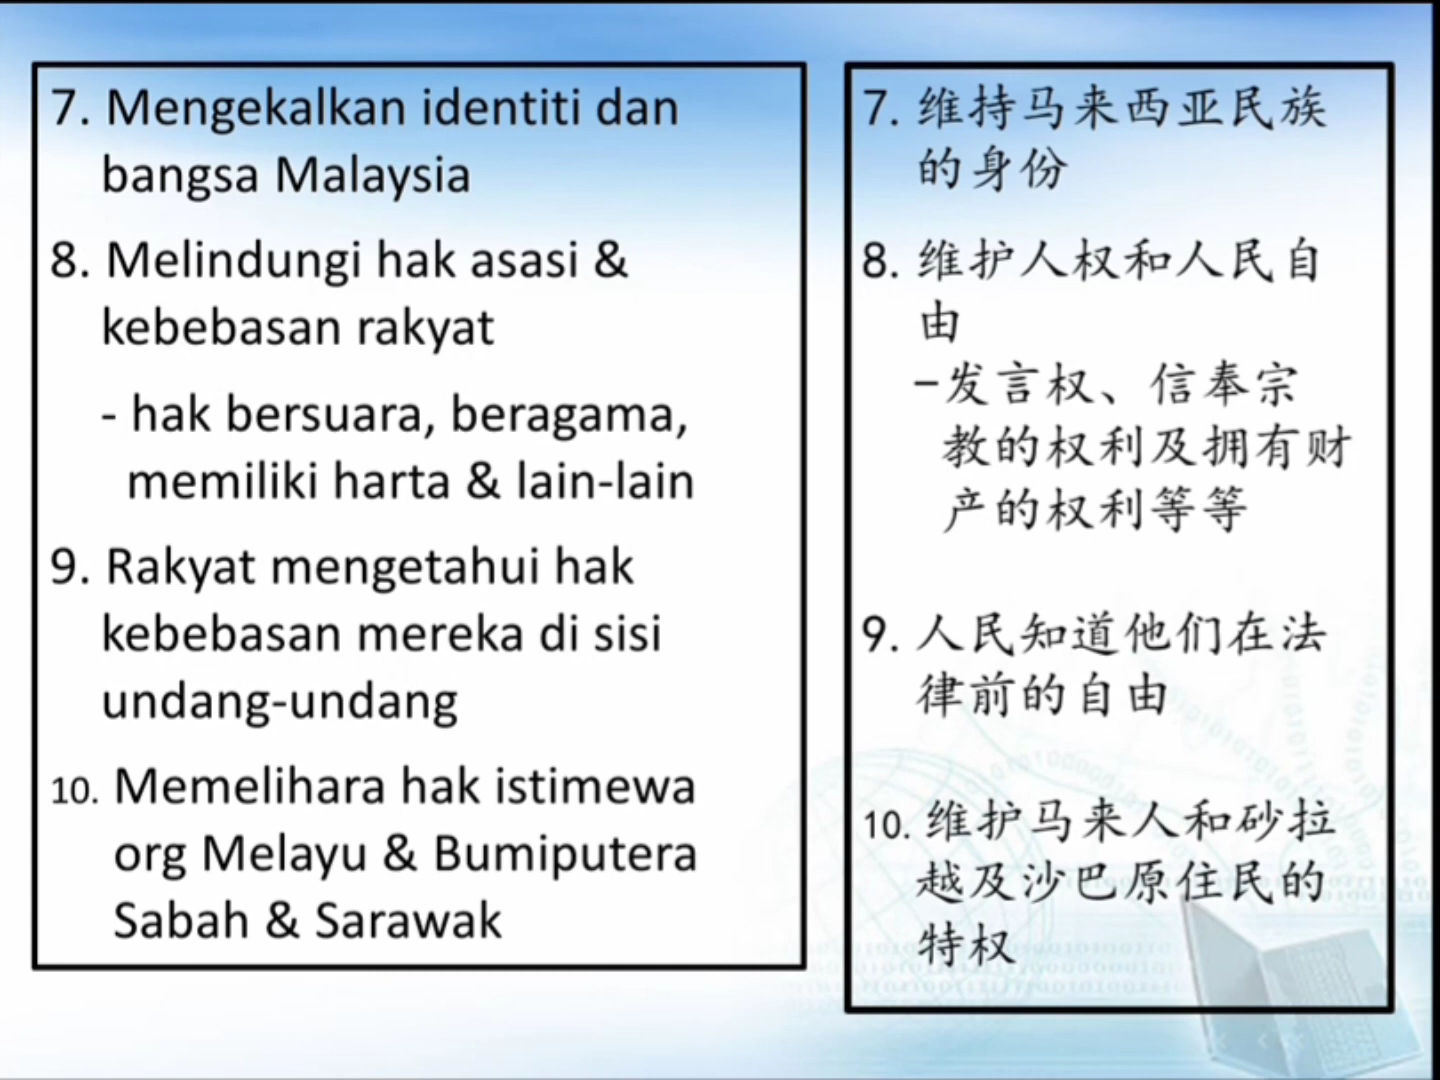 7. Mengekalkan identiti dan
bangsa Malaysia
8. Melindungi hak asasi &
kebebasan rakyat
- hak bersuara, beragama,
memiliki harta & lain-lain
9. Rakyat mengetahui hak
kebebasan mereka di sisi
undang-undang
10. Memelihara hak istimewa
org Melayu & Bumiputera
Sabah & Sarawak
7. 维持马来西亚民族
的身份
8. 维护人权和人民自
由
-发言权、信奉宗
教的权利及拥有财
产的权利等等
9. 人民知道他们在法
律前的自由
10. 维护马来人和砂拉
越及沙巴原住民的
特权